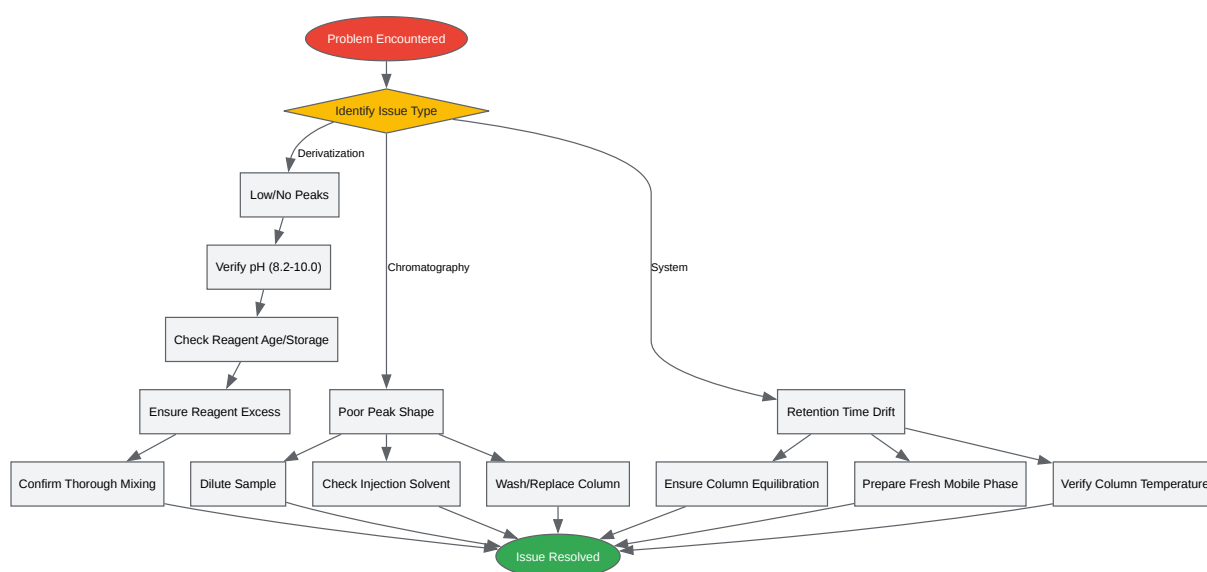 Problem Encountered
Identify Issue Type
Derivatization
Low/No Peaks
Verify pH (8.2-10.0)
Chromatography
System
Check Reagent Age/Storage
Ensure Reagent Excess
Poor Peak Shape
Retention Time Drift
Confirm Thorough Mixing
Dilute Sample
Check Injection Solvent
Wash/Replace Column
Ensure Column Equilibration
Prepare Fresh Mobile Phase
Verify Column Temperature
Issue Resolved